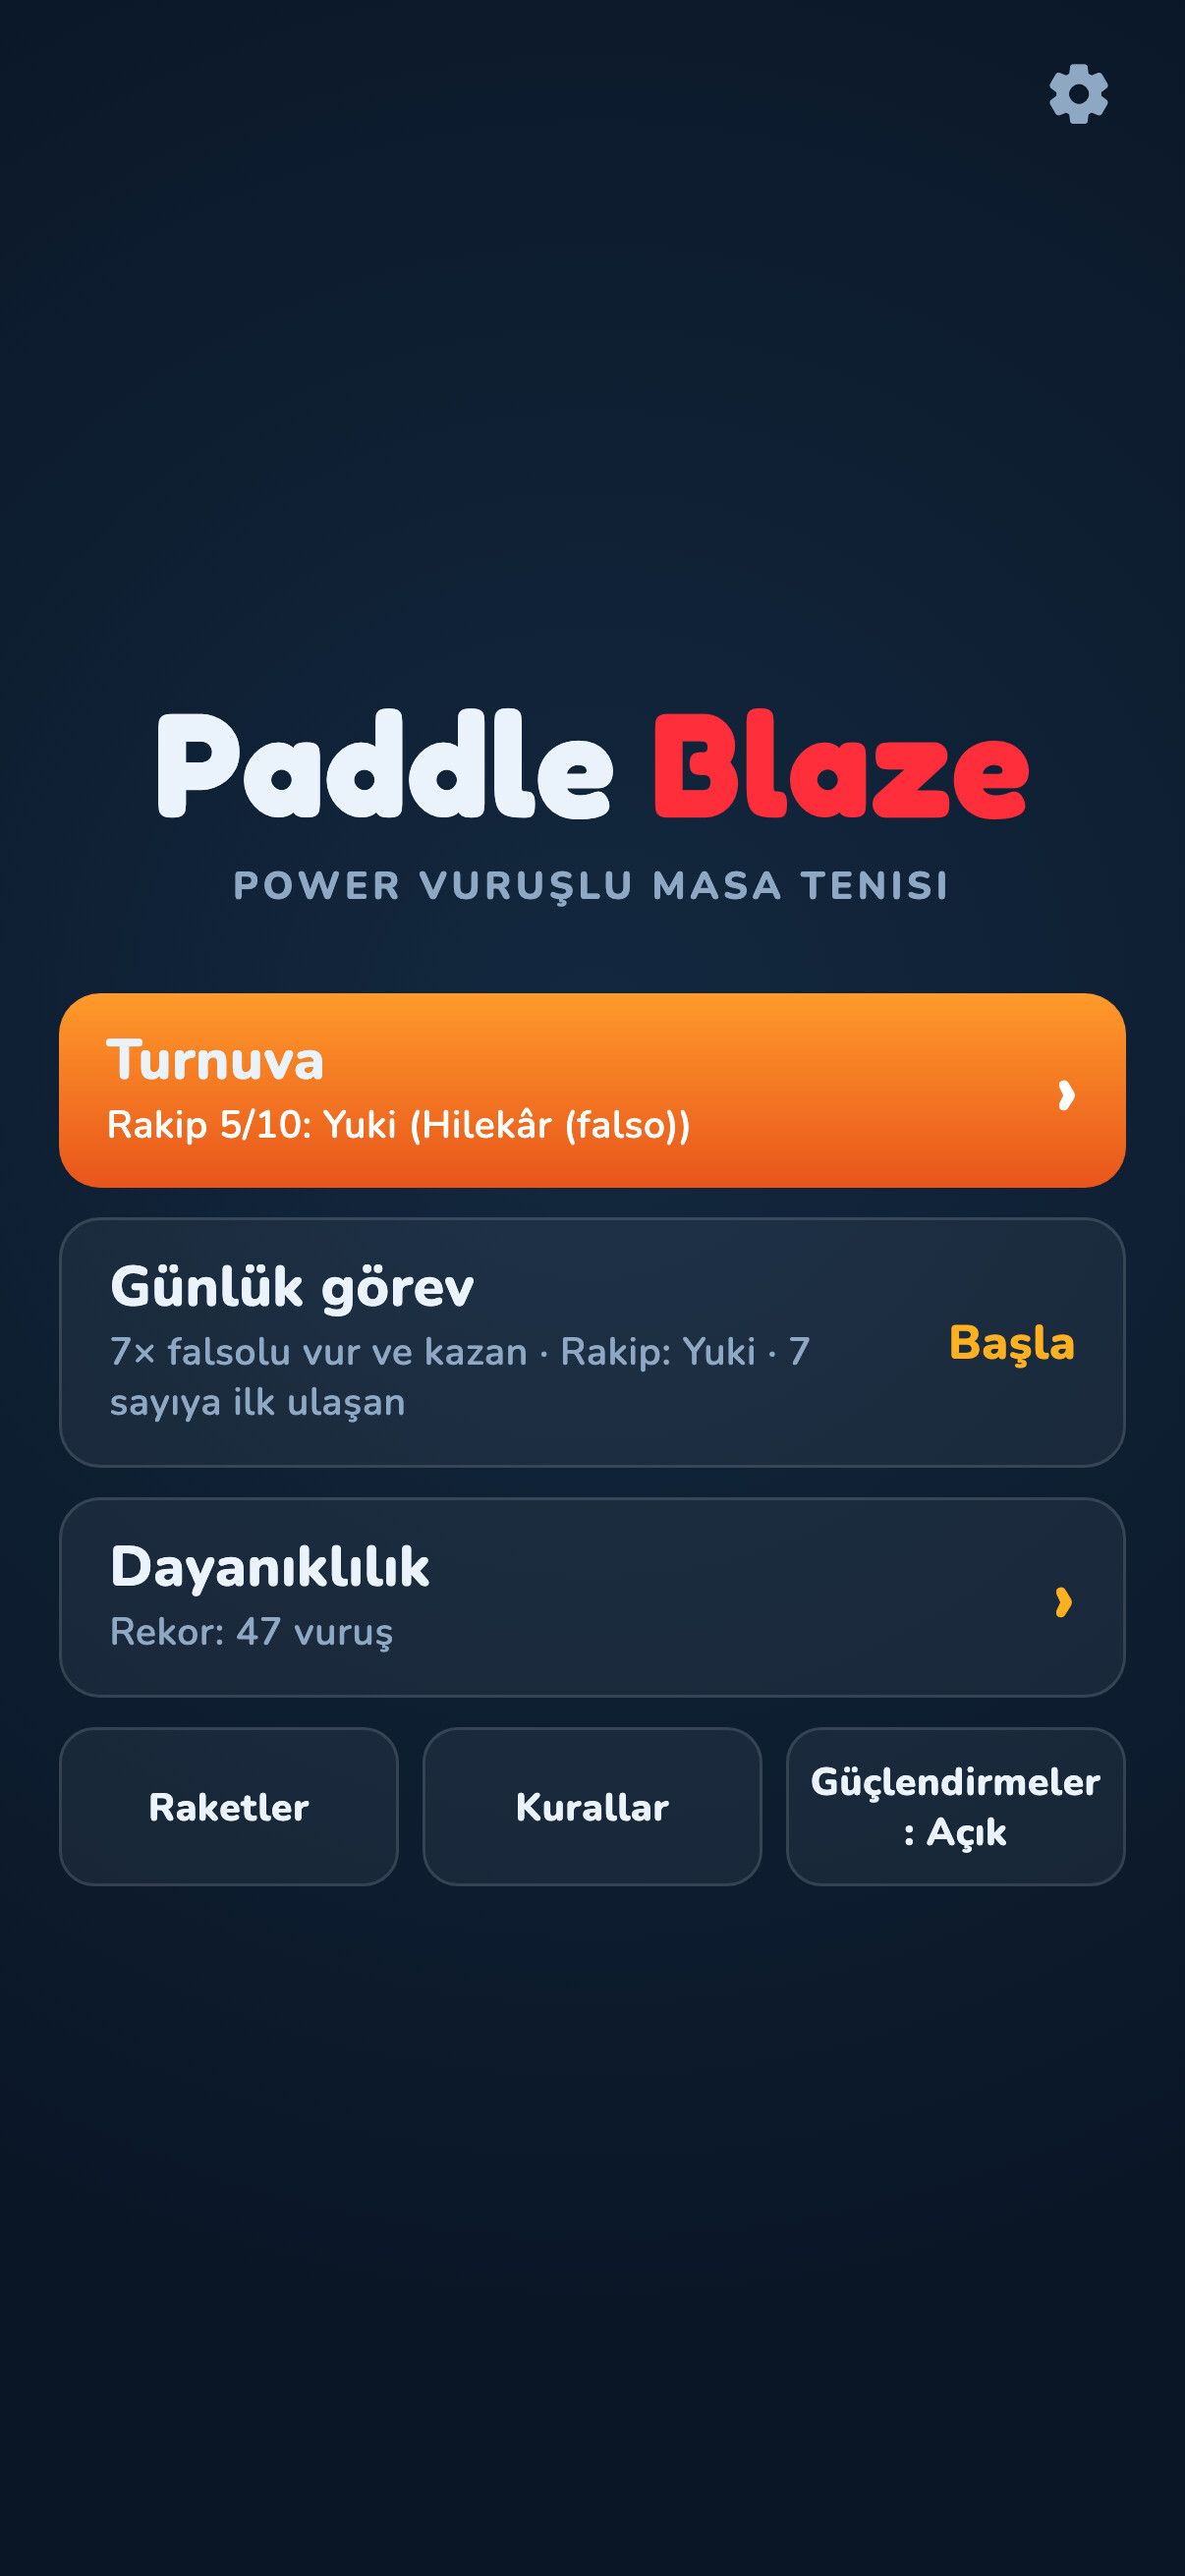 Paddle Blaze
POWER VURUŞLU MASA TENISI
Turnuva
Rakip 5/10: Yuki (Hilekâr (falso))
›
Günlük görev
7× falsolu vur ve kazan · Rakip: Yuki · 7
sayıya ilk ulaşan
Başla
Dayanıklılık
Rekor: 47 vuruş
›
Raketler
Kurallar
Güçlendirmeler
: Açık